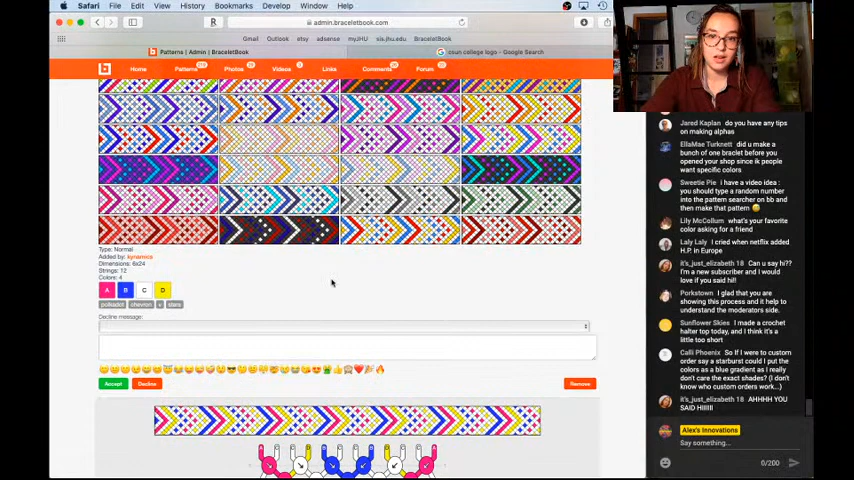 Safari File Edit View History Bookmarks Develop Window Help
admin.braceletbook.com
Gmail Outlook etsy adsense myJHU sis.jhu.edu BraceletBook
Patterns | Admin | BraceletBook
coun college logo - Google Search
Home Patterns Photos Videos Links Comments Forum
Type: Normal
Added by: kynamics
Dimensions: 6x24
Strings: 12
Colors: 4
A B C D
polkadot chevron x stars
Decline message:
Accept Decline Remove
Jared Kaplan do you have any tips
on making alphas
EllaMae Turknett did u make a
bunch of one braclet before you
opened your shop since ik people
want specific colors
Sweetie Pie i have a video idea :
you should type a random number
into the pattern search on bb and
then make that pattern
Lily McCollum what's your favorite
color asking for a friend
Laly Laly I cried when netflix added
H.P. in Europe
it's_just_elizabeth 18 Can u say hi??
I'm a new subscriber and I would
love if you said hi!!
Porkstown I glad that you are
showing this process and it help to
understand the moderators side.
Sunflower Skies I made a crochet
halter top today, and I think it's a
little too short
Calli Phoenix So If I were to custom
order say a starburst could I put the
colors as a blue gradient as I really
don't care the exact shades? (I don't
know who custom orders work...)
it's_just_elizabeth 18 AHHHH YOU
SAID HIIIIII
Alex's Innovations
Say something...
0/200